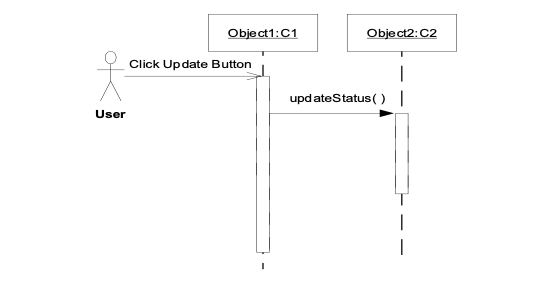 Object1:C1
Object2:C2
Click Update Button
updateStatus( )
User